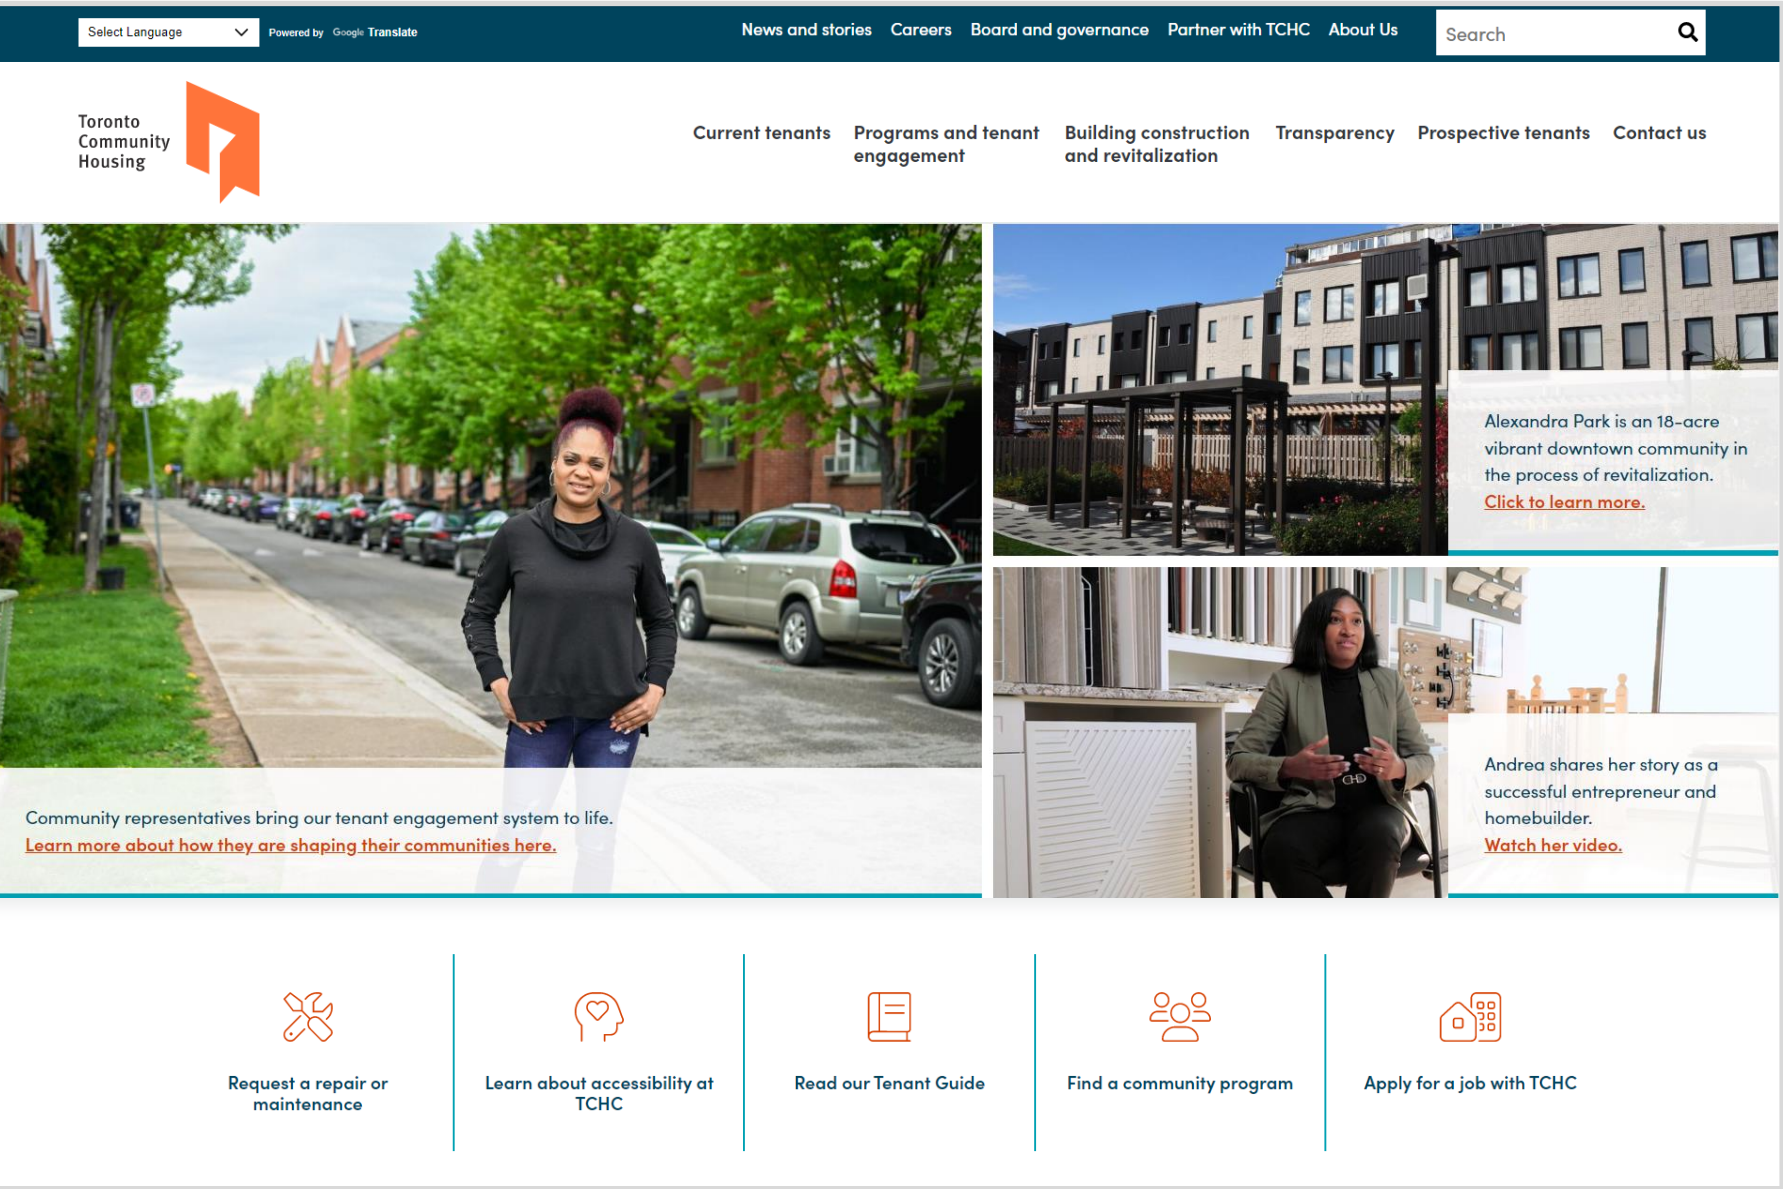 Select Language
Powered by Google Translate
News and stories
Careers
Board and governance
Partner with TCHC
About Us
Search
Toronto
Community
Housing
Current tenants
Programs and tenant
engagement
Building construction
and revitalization
Transparency
Prospective tenants
Contact us
Alexandra Park is an 18-acre
vibrant downtown community in
the process of revitalization.
Click to learn more.
Community representatives bring our tenant engagement system to life.
Learn more about how they are shaping their communities here.
Andrea shares her story as a
successful entrepreneur and
homebuilder.
Watch her video.
Request a repair or
maintenance
Learn about accessibility at
TCHC
Read our Tenant Guide
Find a community program
Apply for a job with TCHC